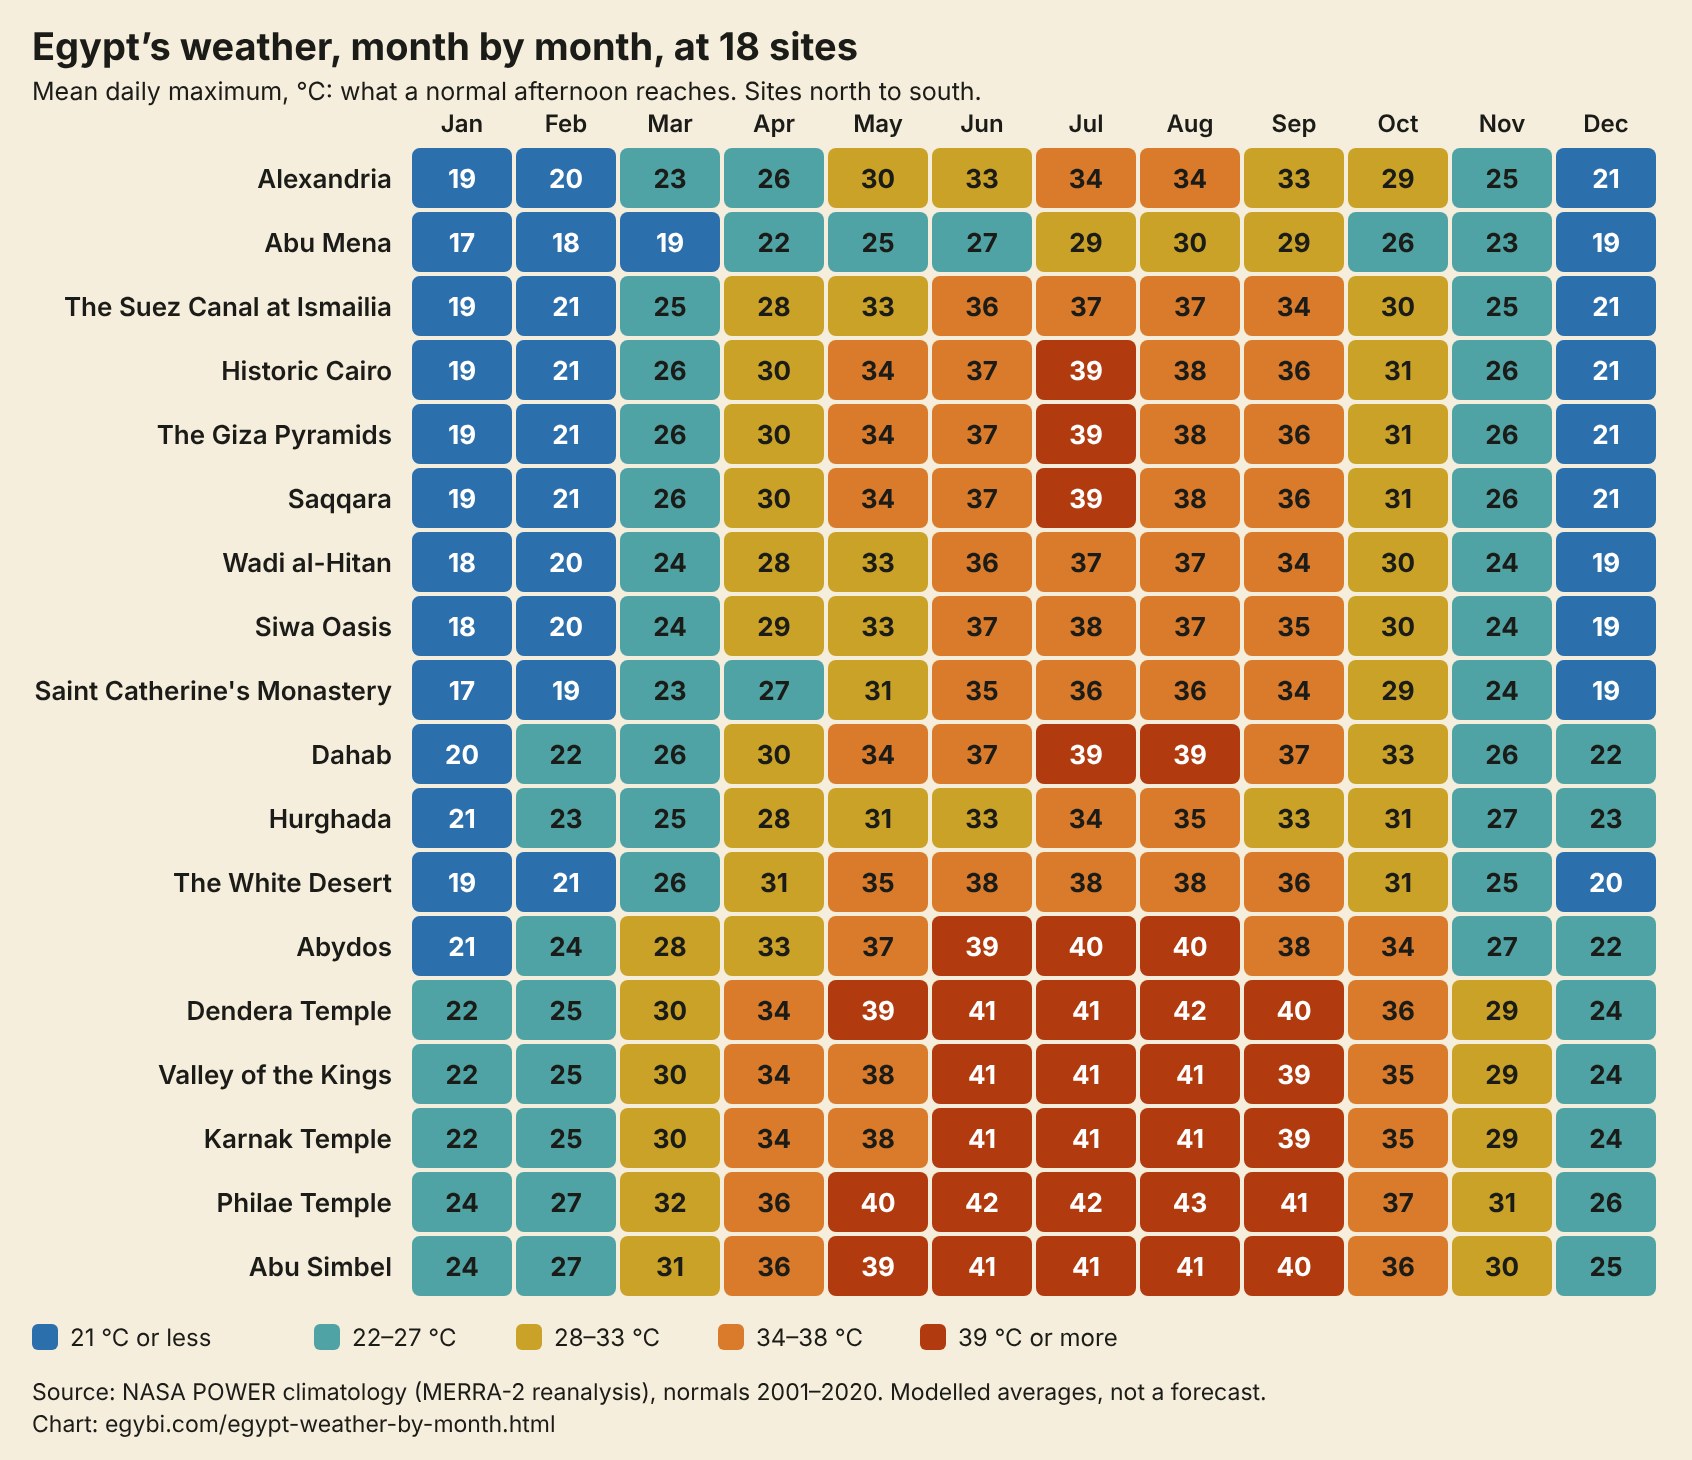 Egypt’s weather, month by month, at 18 sites
Mean daily maximum, °C: what a normal afternoon reaches. Sites north to south.
Jan Feb Mar Apr May Jun Jul Aug Sep Oct Nov Dec
Alexandria 19 20 23 26 30 33 34 34 33 29 25 21
Abu Mena 17 18 19 22 25 27 29 30 29 26 23 19
The Suez Canal at Ismailia 19 21 25 28 33 36 37 37 34 30 25 21
Historic Cairo 19 21 26 30 34 37 39 38 36 31 26 21
The Giza Pyramids 19 21 26 30 34 37 39 38 36 31 26 21
Saqqara 19 21 26 30 34 37 39 38 36 31 26 21
Wadi al-Hitan 18 20 24 28 33 36 37 37 34 30 24 19
Siwa Oasis 18 20 24 29 33 37 38 37 35 30 24 19
Saint Catherine's Monastery 17 19 23 27 31 35 36 36 34 29 24 19
Dahab 20 22 26 30 34 37 39 39 37 33 26 22
Hurghada 21 23 25 28 31 33 34 35 33 31 27 23
The White Desert 19 21 26 31 35 38 38 38 36 31 25 20
Abydos 21 24 28 33 37 39 40 40 38 34 27 22
Dendera Temple 22 25 30 34 39 41 41 42 40 36 29 24
Valley of the Kings 22 25 30 34 38 41 41 41 39 35 29 24
Karnak Temple 22 25 30 34 38 41 41 41 39 35 29 24
Philae Temple 24 27 32 36 40 42 42 43 41 37 31 26
Abu Simbel 24 27 31 36 39 41 41 41 40 36 30 25
21 °C or less 22–27 °C 28–33 °C 34–38 °C 39 °C or more
Source: NASA POWER climatology (MERRA-2 reanalysis), normals 2001–2020. Modelled averages, not a forecast.
Chart: egybi.com/egypt-weather-by-month.html